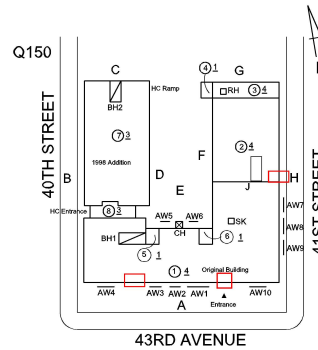 Q150
C
G
④ 1
HC Ramp
RH ③ 4
BH2
⑦ 3
② 4
1998 Addition
F
40TH STREET
41ST STREET
B
D
H
J
E
AW7
HC Entrance
⑧ 3
AW5 AW6
SK
AW8
BH1
CH
⑤ 1
⑥ 1
AW9
① 4
Original Building
AW4 AW3 AW2 AW1 AW10
A
Entrance
43RD AVENUE